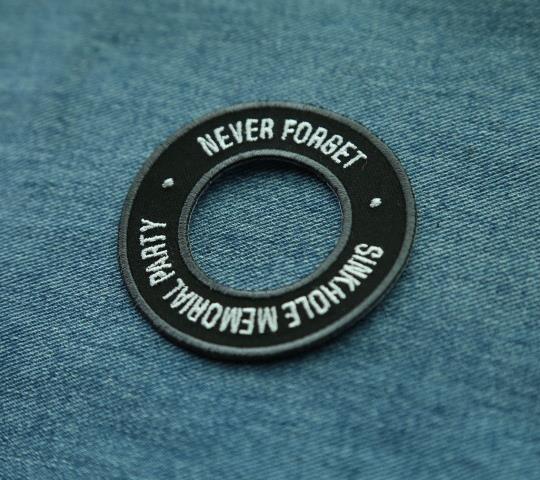 NEVER FORGET
SINKHOLE MEMORIAL PARTY